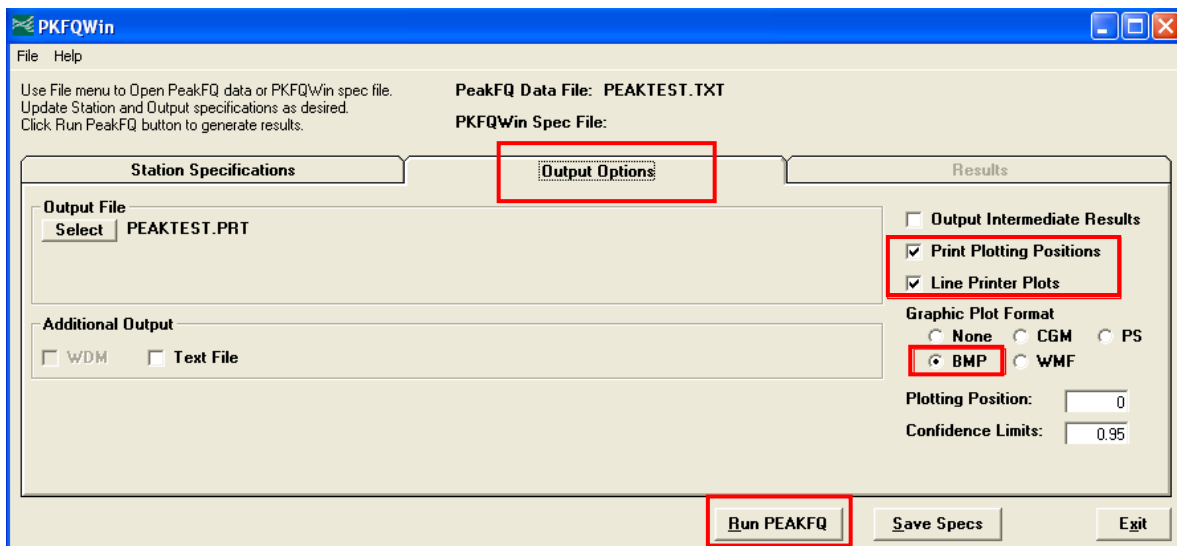 PKFQWin
File Help
Use File menu to Open PeakFQ data or PKFQWin spec file.
Update Station and Output specifications as desired.
Click Run PeakFQ button to generate results.
PeakFQ Data File: PEAKTEST.TXT
PKFQWin Spec File:
Station Specifications
Output Options
Results
Output File
Select PEAKTEST.PRT
Additional Output
WDM Text File
Output Intermediate Results
Print Plotting Positions
Line Printer Plots
Graphic Plot Format
None CGM PS
BMP WMF
Plotting Position: 0
Confidence Limits: 0.95
Run PEAKFQ Save Specs Exit